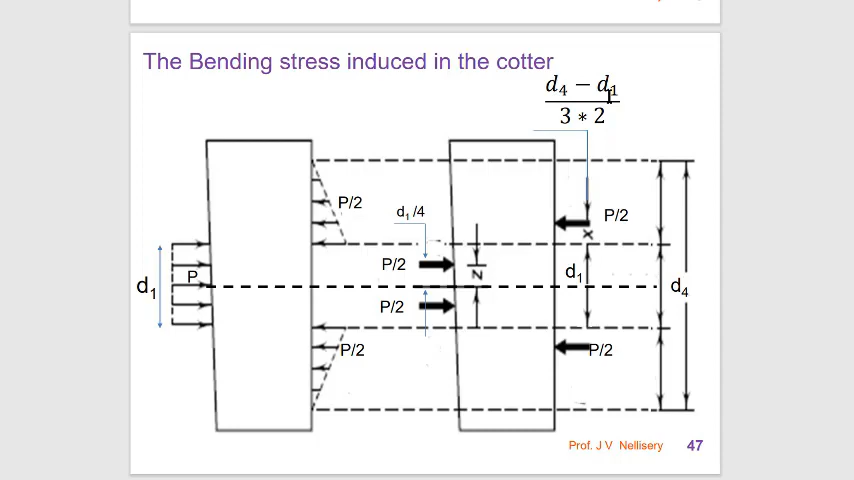 The Bending stress induced in the cotter
d₄ − d₁
3 * 2
P/2
d₁ /4
P/2
x
P/2
z
d₁
P
d₁
d₄
P/2
P/2
P/2
Prof. J V Nellisery
47